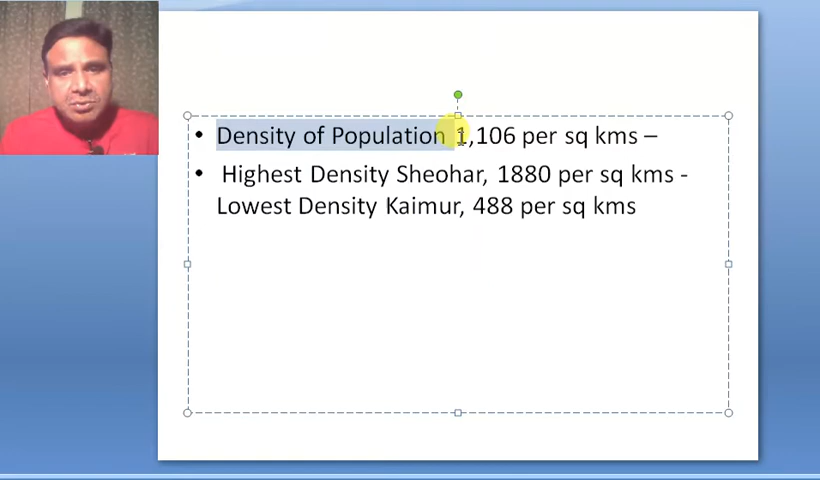 • Density of Population 1,106 per sq kms –
• Highest Density Sheohar, 1880 per sq kms -
Lowest Density Kaimur, 488 per sq kms